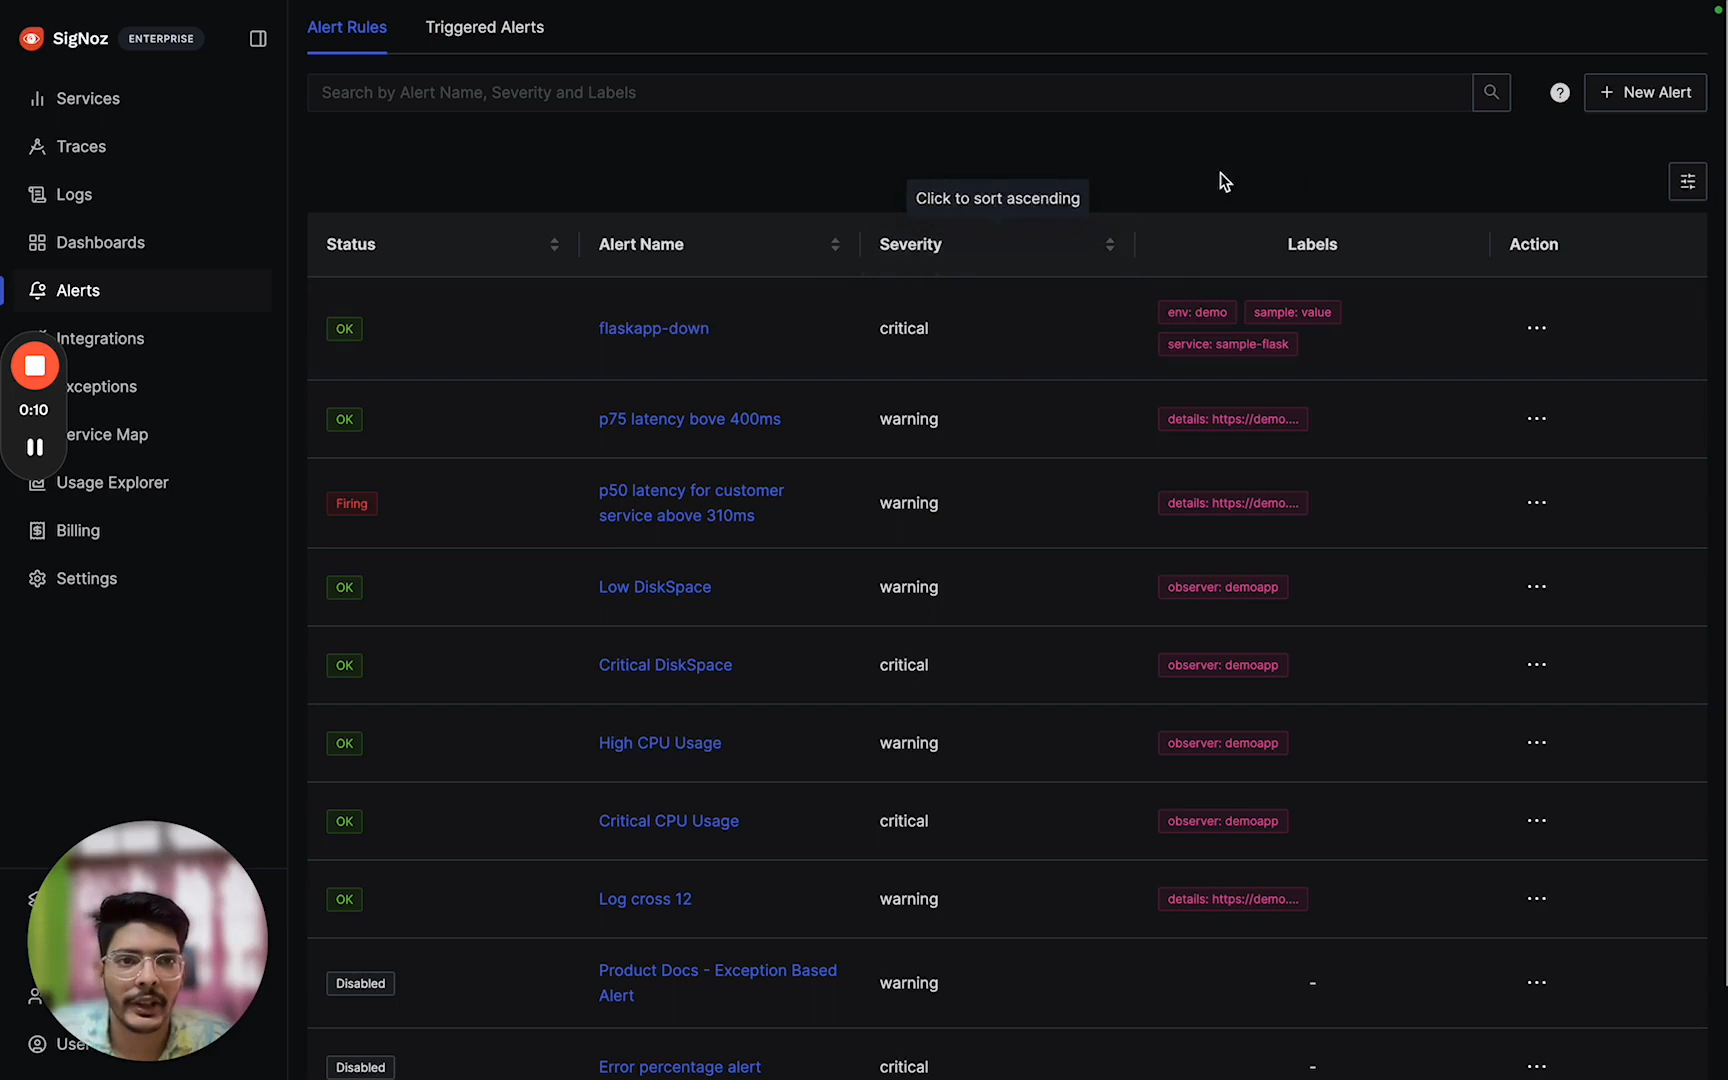 SigNoz ENTERPRISE
Services
Traces
Logs
Dashboards
Alerts
Integrations
xceptions
ervice Map
Usage Explorer
Billing
Settings
0:10
Use
Alert Rules Triggered Alerts
Search by Alert Name, Severity and Labels
? + New Alert
Click to sort ascending
Status Alert Name Severity Labels Action
OK flaskapp-down critical env: demo sample: value
service: sample-flask
OK p75 latency bove 400ms warning details: https://demo....
Firing p50 latency for customer
service above 310ms warning details: https://demo....
OK Low DiskSpace warning observer: demoapp
OK Critical DiskSpace critical observer: demoapp
OK High CPU Usage warning observer: demoapp
OK Critical CPU Usage critical observer: demoapp
OK Log cross 12 warning details: https://demo....
Disabled Product Docs - Exception Based
Alert warning -
Disabled Error percentage alert critical -